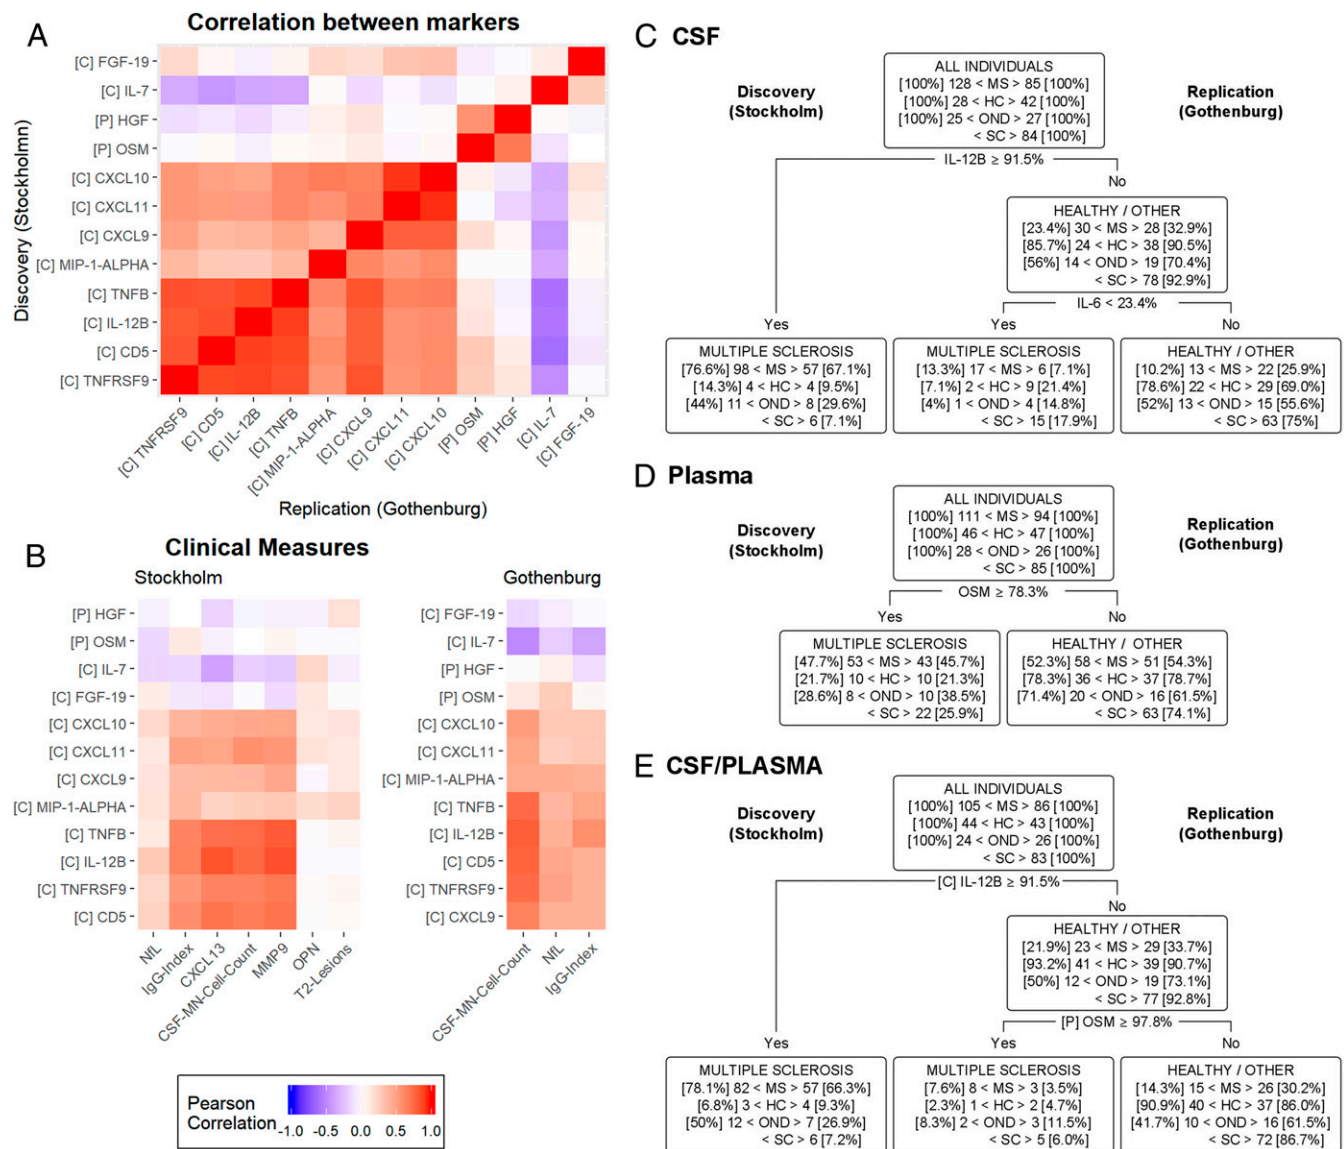 A
Correlation between markers
Discovery (Stockholmn)
[C] FGF-19
[C] IL-7
[P] HGF
[P] OSM
[C] CXCL10
[C] CXCL11
[C] CXCL9
[C] MIP-1-ALPHA
[C] TNFB
[C] IL-12B
[C] CD5
[C] TNFRSF9
[C] TNFRSF9
[C] CD5
[C] IL-12B
[C] TNFB
[C] MIP-1-ALPHA
[C] CXCL9
[C] CXCL11
[C] CXCL10
[P] OSM
[P] HGF
[C] IL-7
[C] FGF-19
Replication (Gothenburg)
B
Clinical Measures
Stockholm
[P] HGF
[P] OSM
[C] IL-7
[C] FGF-19
[C] CXCL10
[C] CXCL11
[C] CXCL9
[C] MIP-1-ALPHA
[C] TNFB
[C] IL-12B
[C] TNFRSF9
[C] CD5
NfL
IgG-Index
CXCL13
CSF-MN-Cell-Count
MMP9
OPN
T2-Lesions
Gothenburg
[C] FGF-19
[C] IL-7
[P] HGF
[P] OSM
[C] CXCL10
[C] CXCL11
[C] MIP-1-ALPHA
[C] TNFB
[C] IL-12B
[C] CD5
[C] TNFRSF9
[C] CXCL9
CSF-MN-Cell-Count
NfL
IgG-Index
Pearson
Correlation
-1.0 -0.5 0.0 0.5 1.0
C CSF
Discovery
(Stockholm)
ALL INDIVIDUALS
[100%] 128 < MS > 85 [100%]
[100%] 28 < HC > 42 [100%]
[100%] 25 < OND > 27 [100%]
< SC > 84 [100%]
Replication
(Gothenburg)
IL-12B ≥ 91.5%
No
HEALTHY / OTHER
[23.4%] 30 < MS > 28 [32.9%]
[85.7%] 24 < HC > 38 [90.5%]
[56%] 14 < OND > 19 [70.4%]
< SC > 78 [92.9%]
IL-6 < 23.4%
Yes
Yes
No
MULTIPLE SCLEROSIS
[76.6%] 98 < MS > 57 [67.1%]
[14.3%] 4 < HC > 4 [9.5%]
[44%] 11 < OND > 8 [29.6%]
< SC > 6 [7.1%]
MULTIPLE SCLEROSIS
[13.3%] 17 < MS > 6 [7.1%]
[7.1%] 2 < HC > 9 [21.4%]
[4%] 1 < OND > 4 [14.8%]
< SC > 15 [17.9%]
HEALTHY / OTHER
[10.2%] 13 < MS > 22 [25.9%]
[78.6%] 22 < HC > 29 [69.0%]
[52%] 13 < OND > 15 [55.6%]
< SC > 63 [75%]
D Plasma
Discovery
(Stockholm)
ALL INDIVIDUALS
[100%] 111 < MS > 94 [100%]
[100%] 46 < HC > 47 [100%]
[100%] 28 < OND > 26 [100%]
< SC > 85 [100%]
Replication
(Gothenburg)
OSM ≥ 78.3%
Yes
No
MULTIPLE SCLEROSIS
[47.7%] 53 < MS > 43 [45.7%]
[21.7%] 10 < HC > 10 [21.3%]
[28.6%] 8 < OND > 10 [38.5%]
< SC > 22 [25.9%]
HEALTHY / OTHER
[52.3%] 58 < MS > 51 [54.3%]
[78.3%] 36 < HC > 37 [78.7%]
[71.4%] 20 < OND > 16 [61.5%]
< SC > 63 [74.1%]
E CSF/PLASMA
Discovery
(Stockholm)
ALL INDIVIDUALS
[100%] 105 < MS > 86 [100%]
[100%] 44 < HC > 43 [100%]
[100%] 24 < OND > 26 [100%]
< SC > 83 [100%]
Replication
(Gothenburg)
[C] IL-12B ≥ 91.5%
No
HEALTHY / OTHER
[21.9%] 23 < MS > 29 [33.7%]
[93.2%] 41 < HC > 39 [90.7%]
[50%] 12 < OND > 19 [73.1%]
< SC > 77 [92.8%]
[P] OSM ≥ 97.8%
Yes
Yes
No
MULTIPLE SCLEROSIS
[78.1%] 82 < MS > 57 [66.3%]
[6.8%] 3 < HC > 4 [9.3%]
[50%] 12 < OND > 7 [26.9%]
< SC > 6 [7.2%]
MULTIPLE SCLEROSIS
[7.6%] 8 < MS > 3 [3.5%]
[2.3%] 1 < HC > 2 [4.7%]
[8.3%] 2 < OND > 3 [11.5%]
< SC > 5 [6.0%]
HEALTHY / OTHER
[14.3%] 15 < MS > 26 [30.2%]
[90.9%] 40 < HC > 37 [86.0%]
[41.7%] 10 < OND > 16 [61.5%]
< SC > 72 [86.7%]